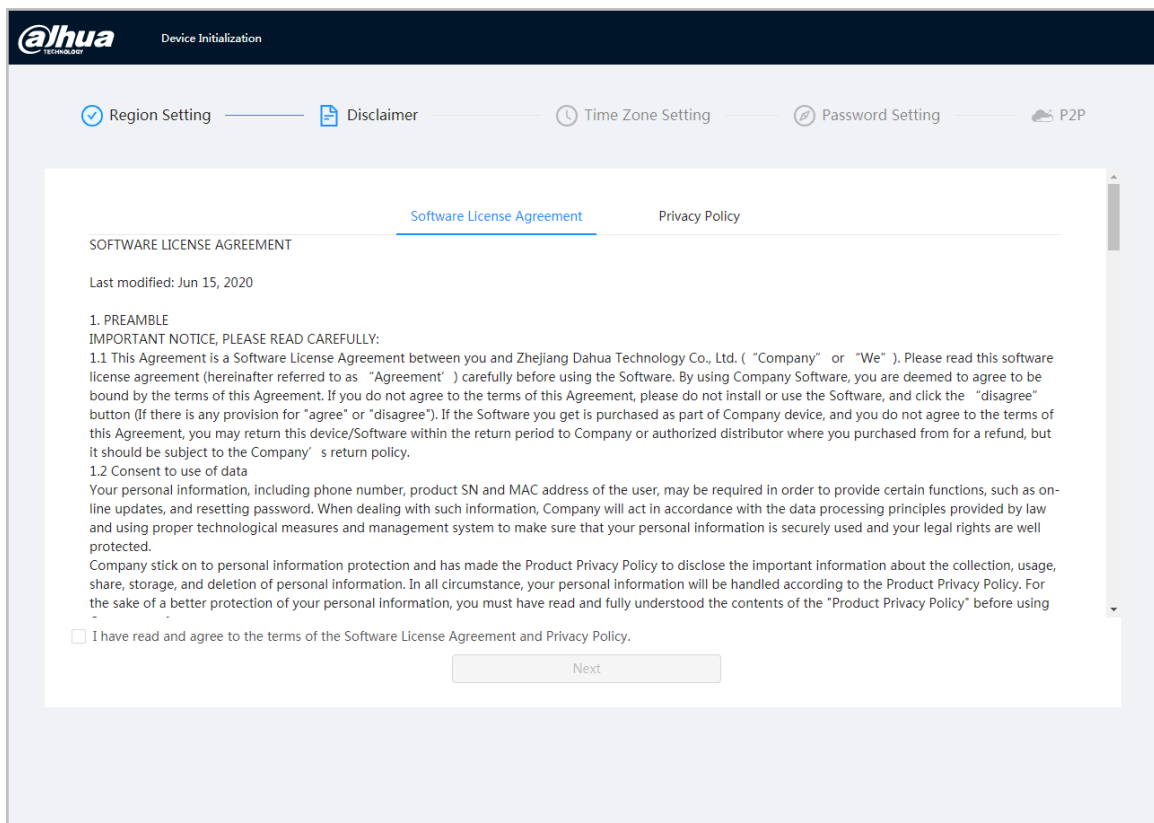 alhua
TECHNOLOGY
Device Initialization
Region Setting
Disclaimer
Time Zone Setting
Password Setting
P2P
Software License Agreement
Privacy Policy
SOFTWARE LICENSE AGREEMENT
Last modified: Jun 15, 2020
1. PREAMBLE
IMPORTANT NOTICE, PLEASE READ CAREFULLY:
1.1 This Agreement is a Software License Agreement between you and Zhejiang Dahua Technology Co., Ltd. ( “Company” or “We” ). Please read this software
license agreement (hereinafter referred to as “Agreement’ ) carefully before using the Software. By using Company Software, you are deemed to agree to be
bound by the terms of this Agreement. If you do not agree to the terms of this Agreement, please do not install or use the Software, and click the “disagree”
button (If there is any provision for "agree" or "disagree"). If the Software you get is purchased as part of Company device, and you do not agree to the terms of
this Agreement, you may return this device/Software within the return period to Company or authorized distributor where you purchased from for a refund, but
it should be subject to the Company’ s return policy.
1.2 Consent to use of data
Your personal information, including phone number, product SN and MAC address of the user, may be required in order to provide certain functions, such as on-
line updates, and resetting password. When dealing with such information, Company will act in accordance with the data processing principles provided by law
and using proper technological measures and management system to make sure that your personal information is securely used and your legal rights are well
protected.
Company stick on to personal information protection and has made the Product Privacy Policy to disclose the important information about the collection, usage,
share, storage, and deletion of personal information. In all circumstance, your personal information will be handled according to the Product Privacy Policy. For
the sake of a better protection of your personal information, you must have read and fully understood the contents of the "Product Privacy Policy" before using
I have read and agree to the terms of the Software License Agreement and Privacy Policy.
Next